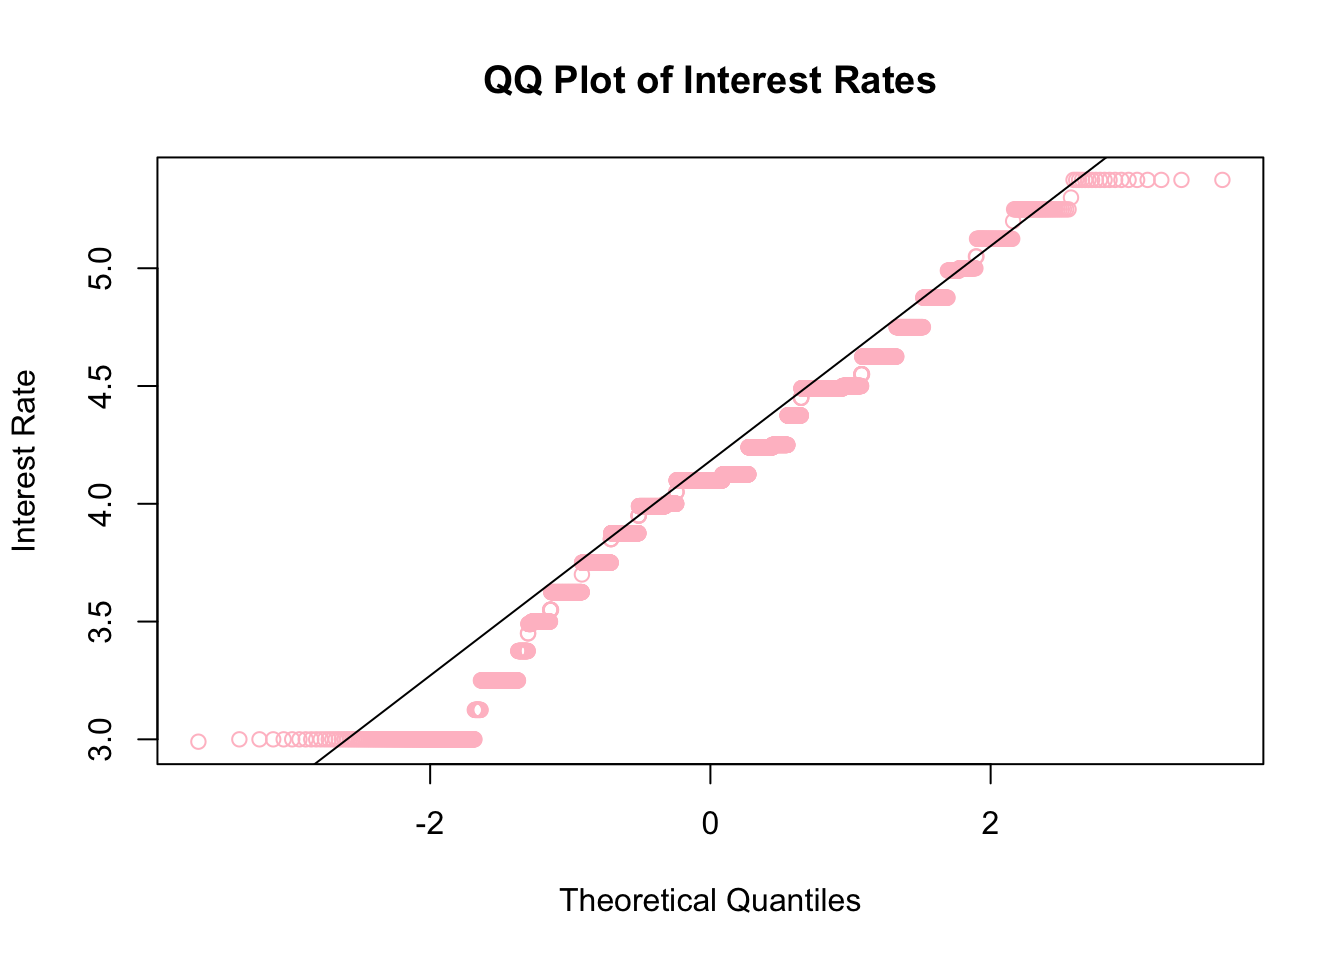 QQ Plot of Interest Rates
Interest Rate
5.0
4.5
4.0
3.5
3.0
-2 0 2
Theoretical Quantiles